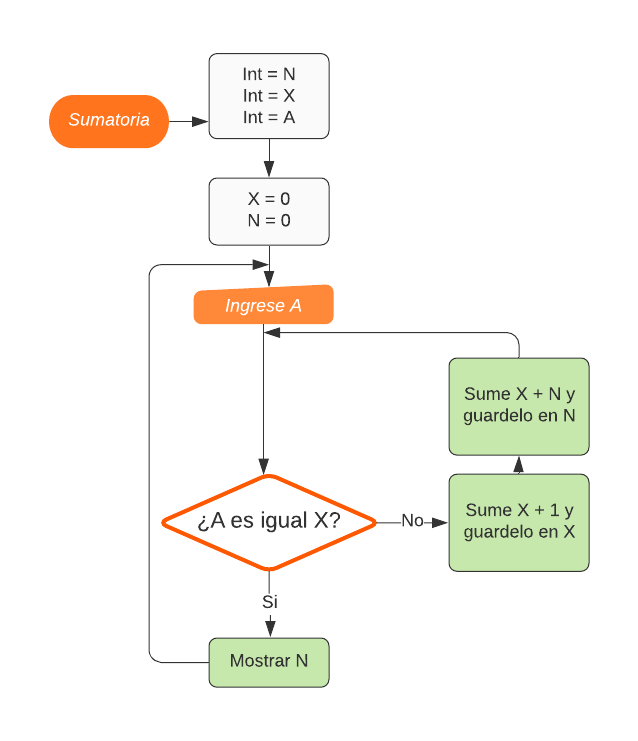 Sumatoria
Int = N
Int = X
Int = A
X = 0
N = 0
Ingrese A
¿A es igual X?
No
Sume X + 1 y
guardelo en X
Sume X + N y
guardelo en N
Si
Mostrar N